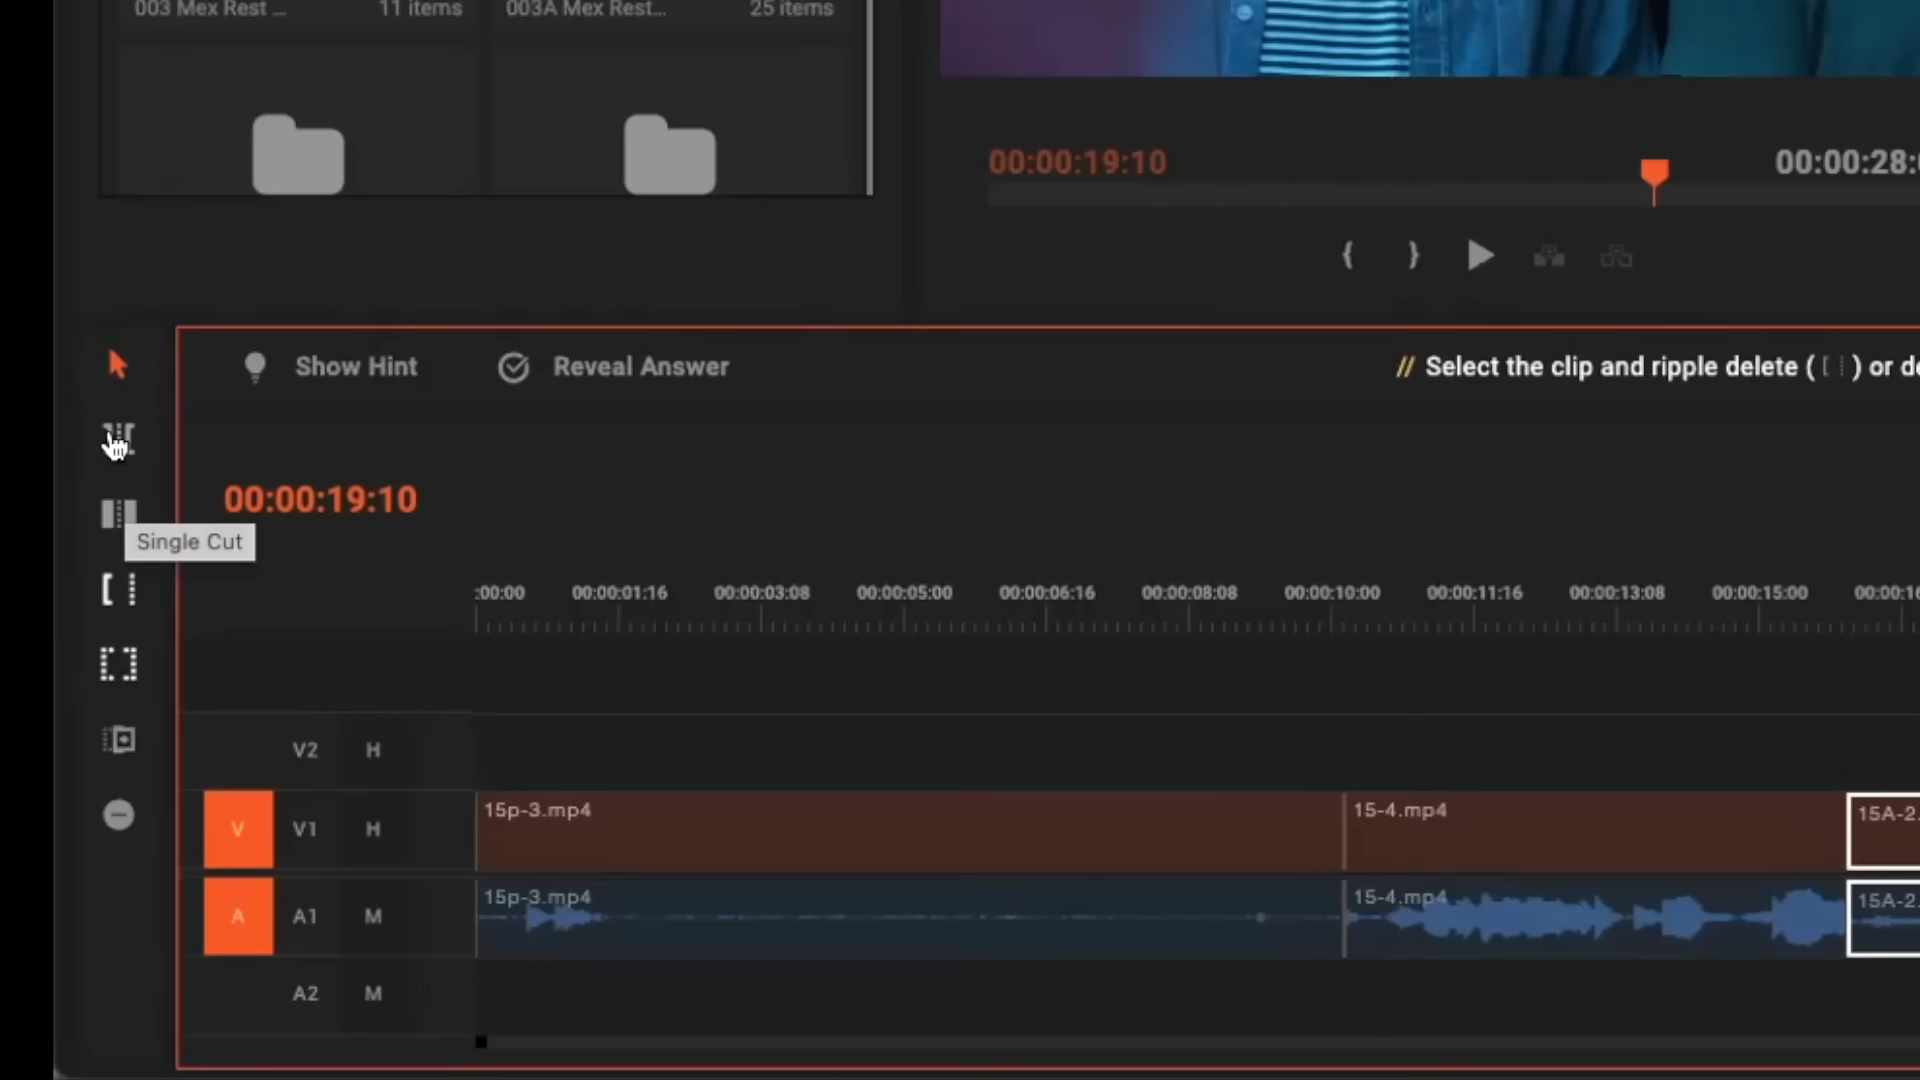 003 Mex Rest ... 11 items 003A Mex Rest... 25 items
00:00:19:10 00:00:28:
{ }
Show Hint Reveal Answer // Select the clip and ripple delete ( [ ⁞ ) or
00:00:19:10
Single Cut
:00:00 00:00:01:16 00:00:03:08 00:00:05:00 00:00:06:16 00:00:08:08 00:00:10:00 00:00:11:16 00:00:13:08 00:00:15:00 00:00:16
V2 H
V V1 H 15p-3.mp4 15-4.mp4 15A-2.
A A1 M 15p-3.mp4 15-4.mp4 15A-2.
A2 M